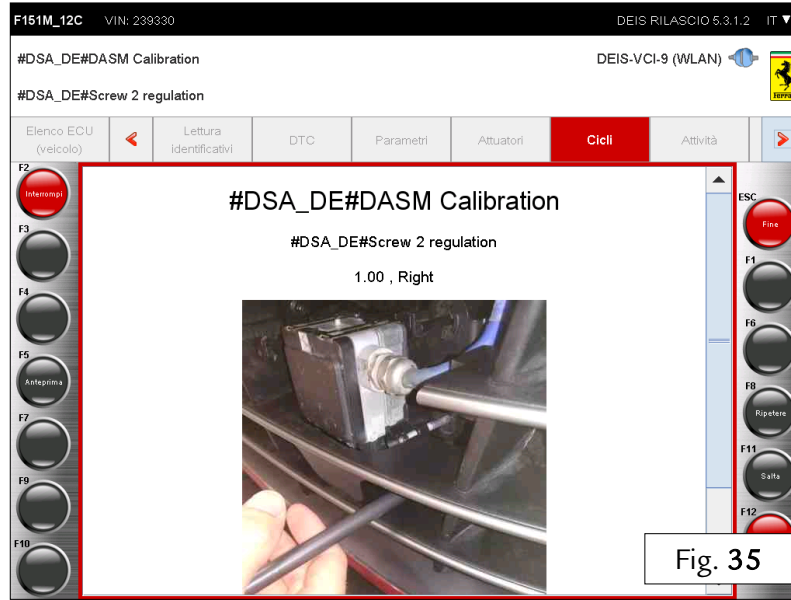 F151M_12C VIN: 239330 DEIS RILASCIO 5.3.1.2 IT
#DSA_DE#DASM Calibration DEIS-VCI-9 (WLAN)
#DSA_DE#Screw 2 regulation
Ferrari
Elenco ECU
(veicolo)
Lettura
identificativi
DTC
Parametri
Attuatori
Cicli
Attività
F2
Interrompi
F3
F4
F5
Anteprima
F7
F9
F10
#DSA_DE#DASM Calibration
#DSA_DE#Screw 2 regulation
1.00 , Right
ESC
Fine
F1
F6
F8
Ripetere
F11
Salta
F12
Fig. 35